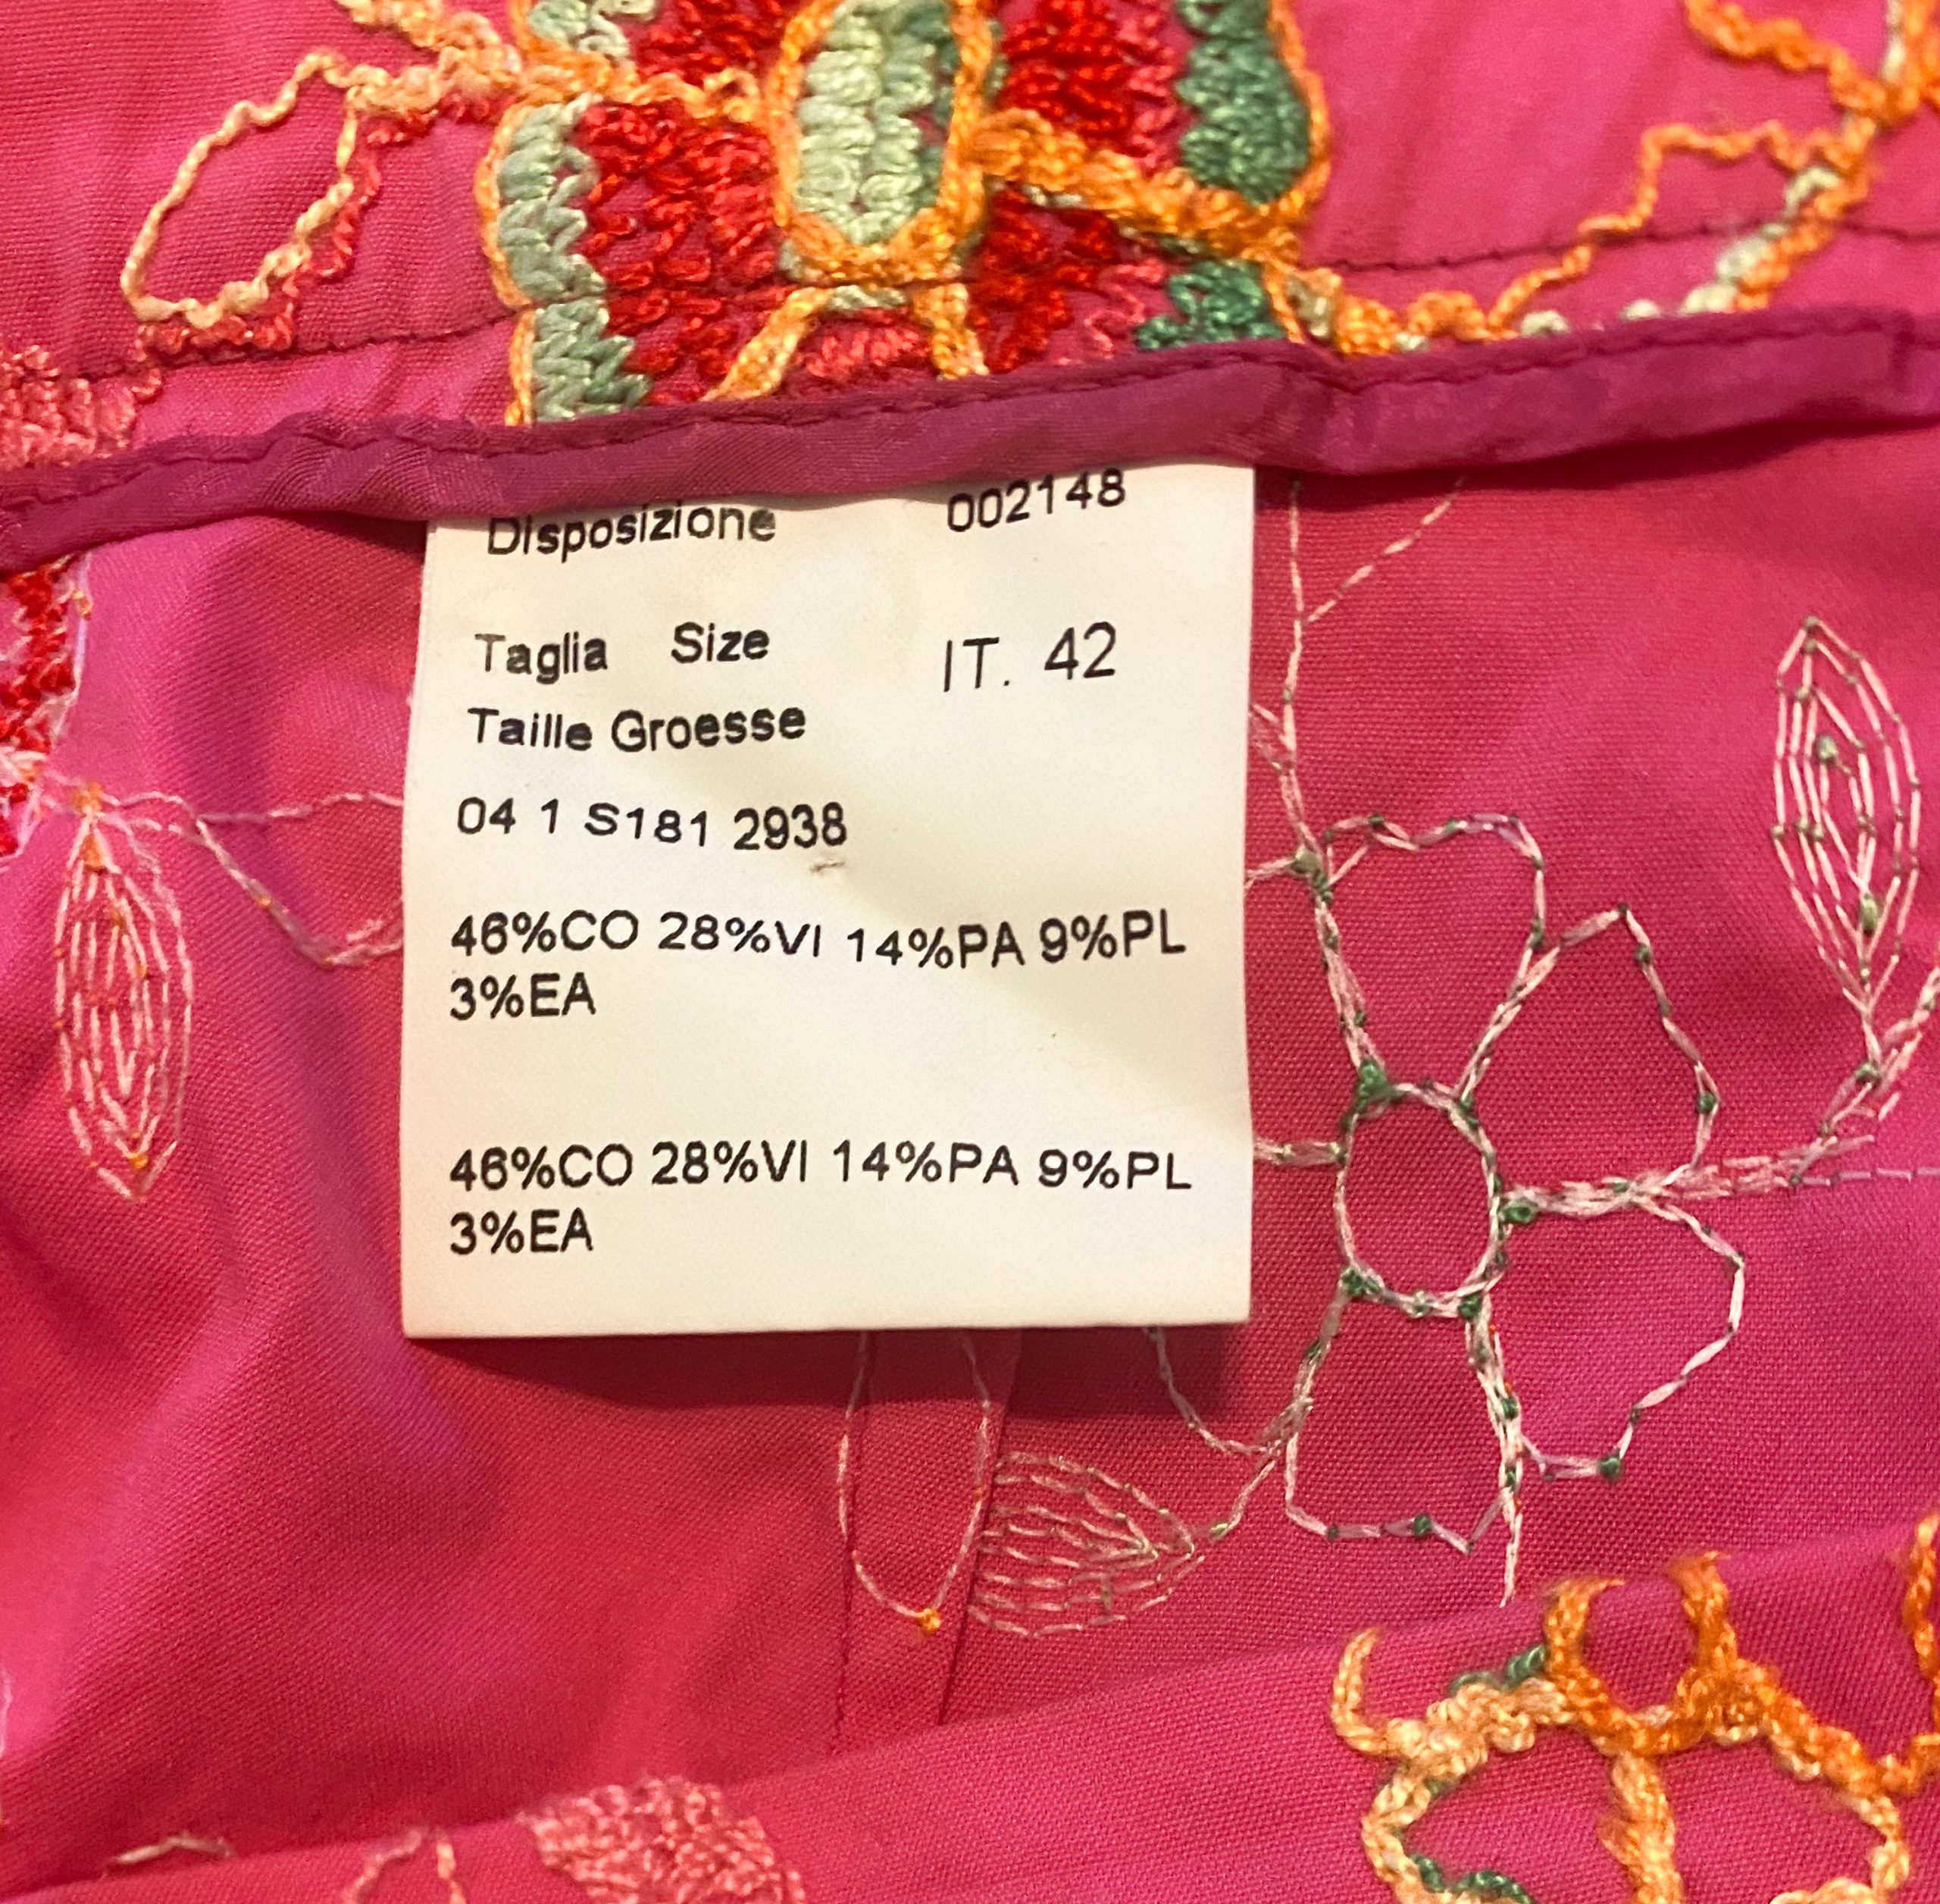 Disposizione 002148
Taglia Size IT. 42
Taille Groesse
04 1 S181 2938
46%CO 28%VI 14%PA 9%PL
3%EA
46%CO 28%VI 14%PA 9%PL
3%EA